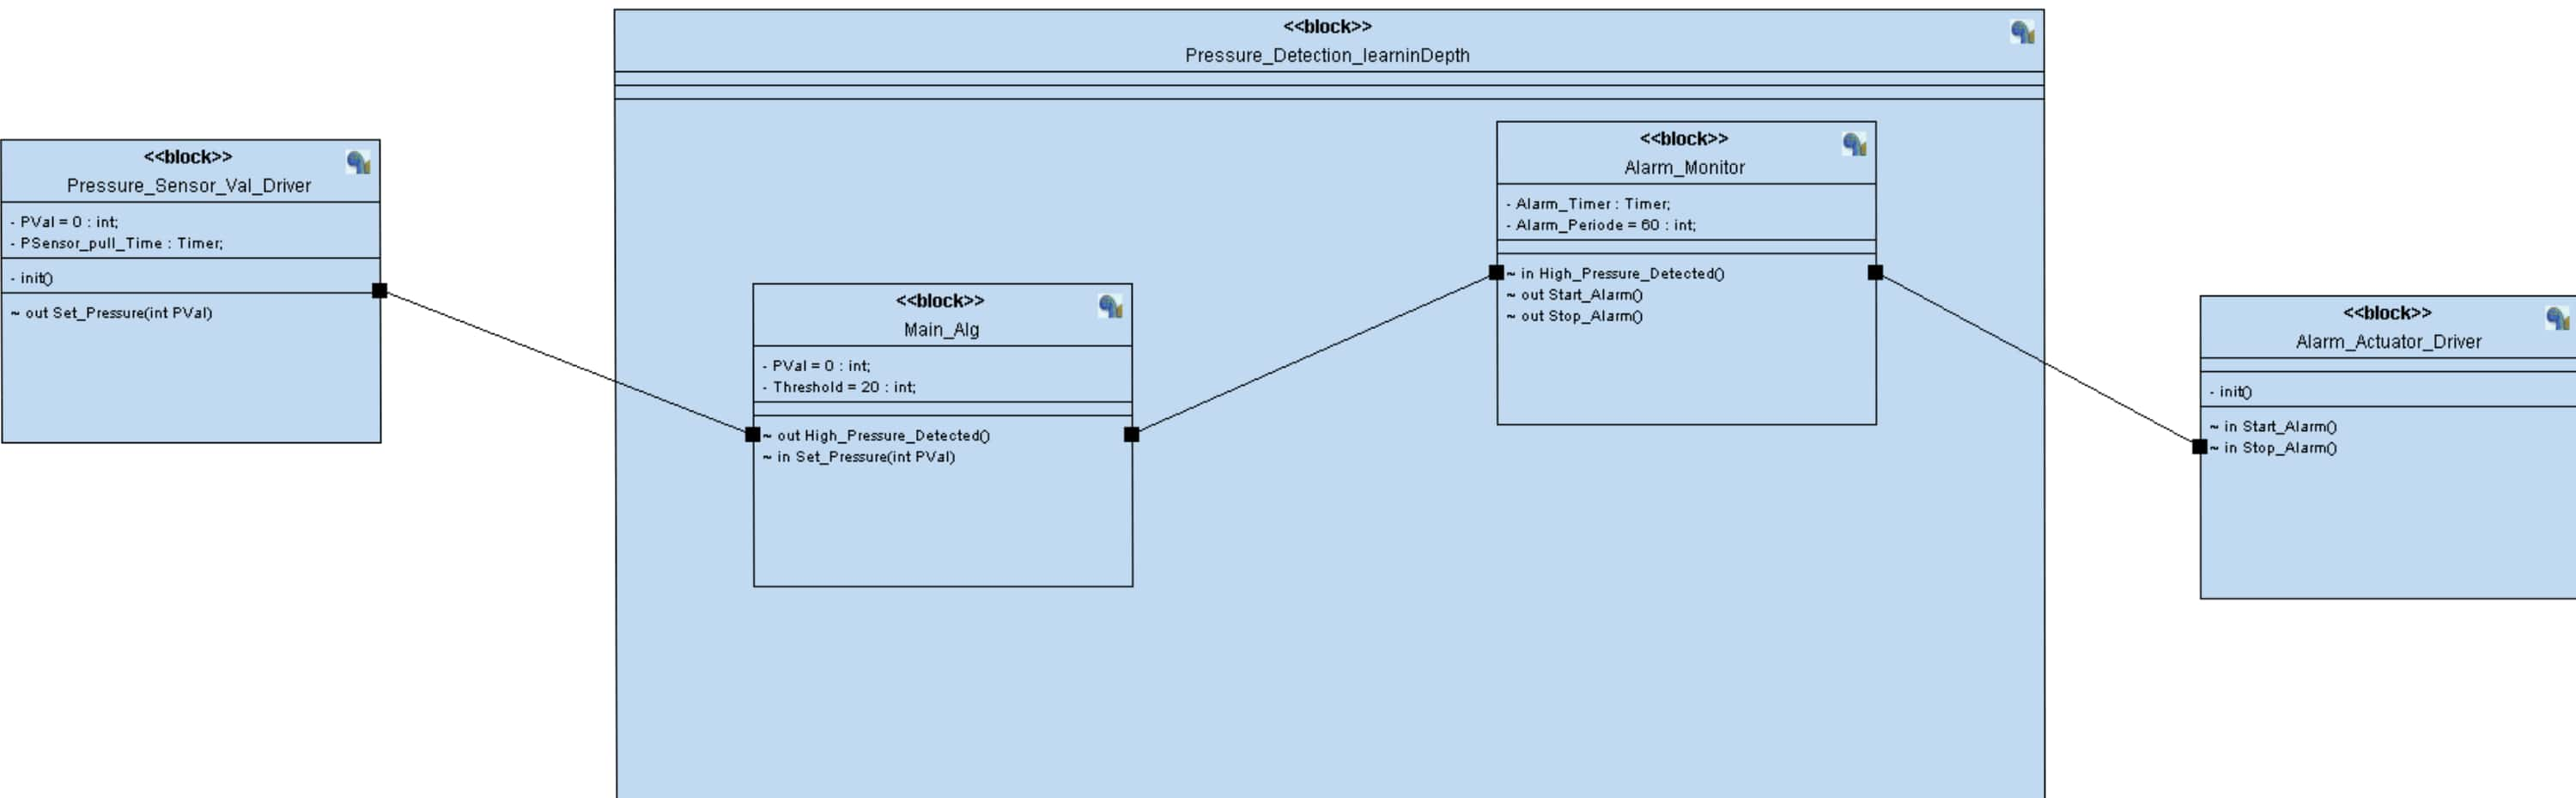 <<block>>
Pressure_Detection_learninDepth
<<block>>
Pressure_Sensor_Val_Driver
- PVal = 0 : int;
- PSensor_pull_Time : Timer;
- init()
~ out Set_Pressure(int PVal)
<<block>>
Main_Alg
- PVal = 0 : int;
- Threshold = 20 : int;
~ out High_Pressure_Detected()
~ in Set_Pressure(int PVal)
<<block>>
Alarm_Monitor
- Alarm_Timer : Timer;
- Alarm_Periode = 60 : int;
~ in High_Pressure_Detected()
~ out Start_Alarm()
~ out Stop_Alarm()
<<block>>
Alarm_Actuator_Driver
- init()
~ in Start_Alarm()
~ in Stop_Alarm()